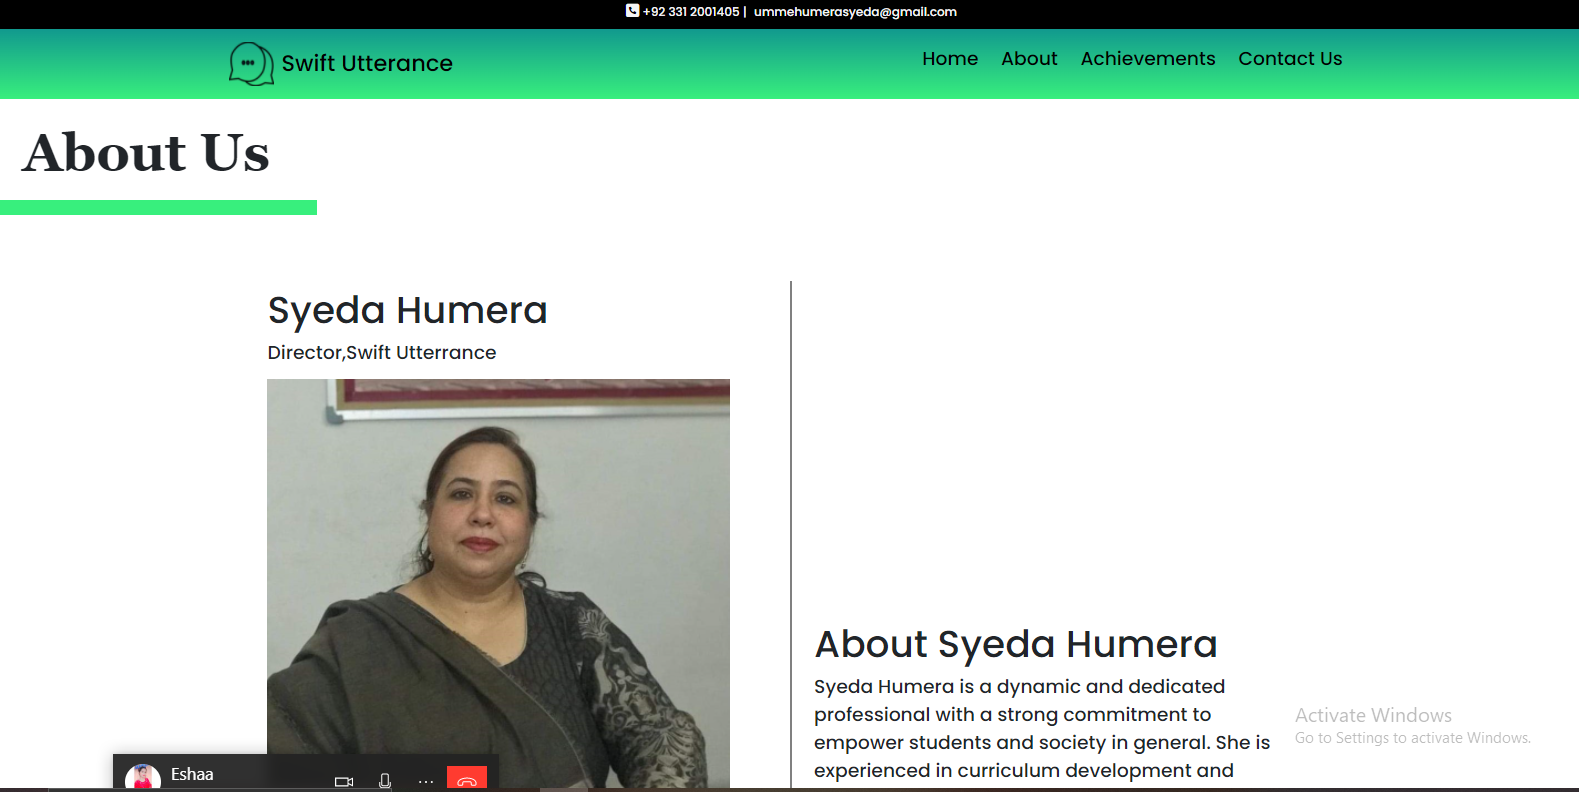 +92 331 2001405 | ummehumerasyeda@gmail.com
Swift Utterance
Home About Achievements Contact Us
About Us
Syeda Humera
Director,Swift Utterrance
About Syeda Humera
Syeda Humera is a dynamic and dedicated
professional with a strong commitment to
empower students and society in general. She is
experienced in curriculum development and
Activate Windows
Go to Settings to activate Windows.
Eshaa